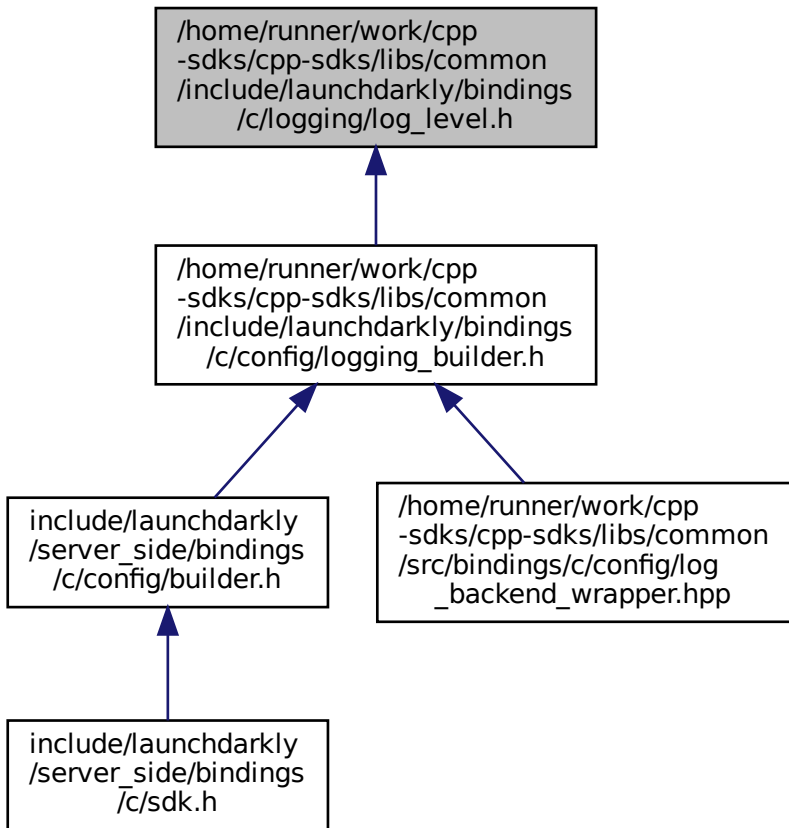 /home/runner/work/cpp
-sdks/cpp-sdks/libs/common
/include/launchdarkly/bindings
/c/logging/log_level.h
/home/runner/work/cpp
-sdks/cpp-sdks/libs/common
/include/launchdarkly/bindings
/c/config/logging_builder.h
include/launchdarkly
/server_side/bindings
/c/config/builder.h
/home/runner/work/cpp
-sdks/cpp-sdks/libs/common
/src/bindings/c/config/log
_backend_wrapper.hpp
include/launchdarkly
/server_side/bindings
/c/sdk.h